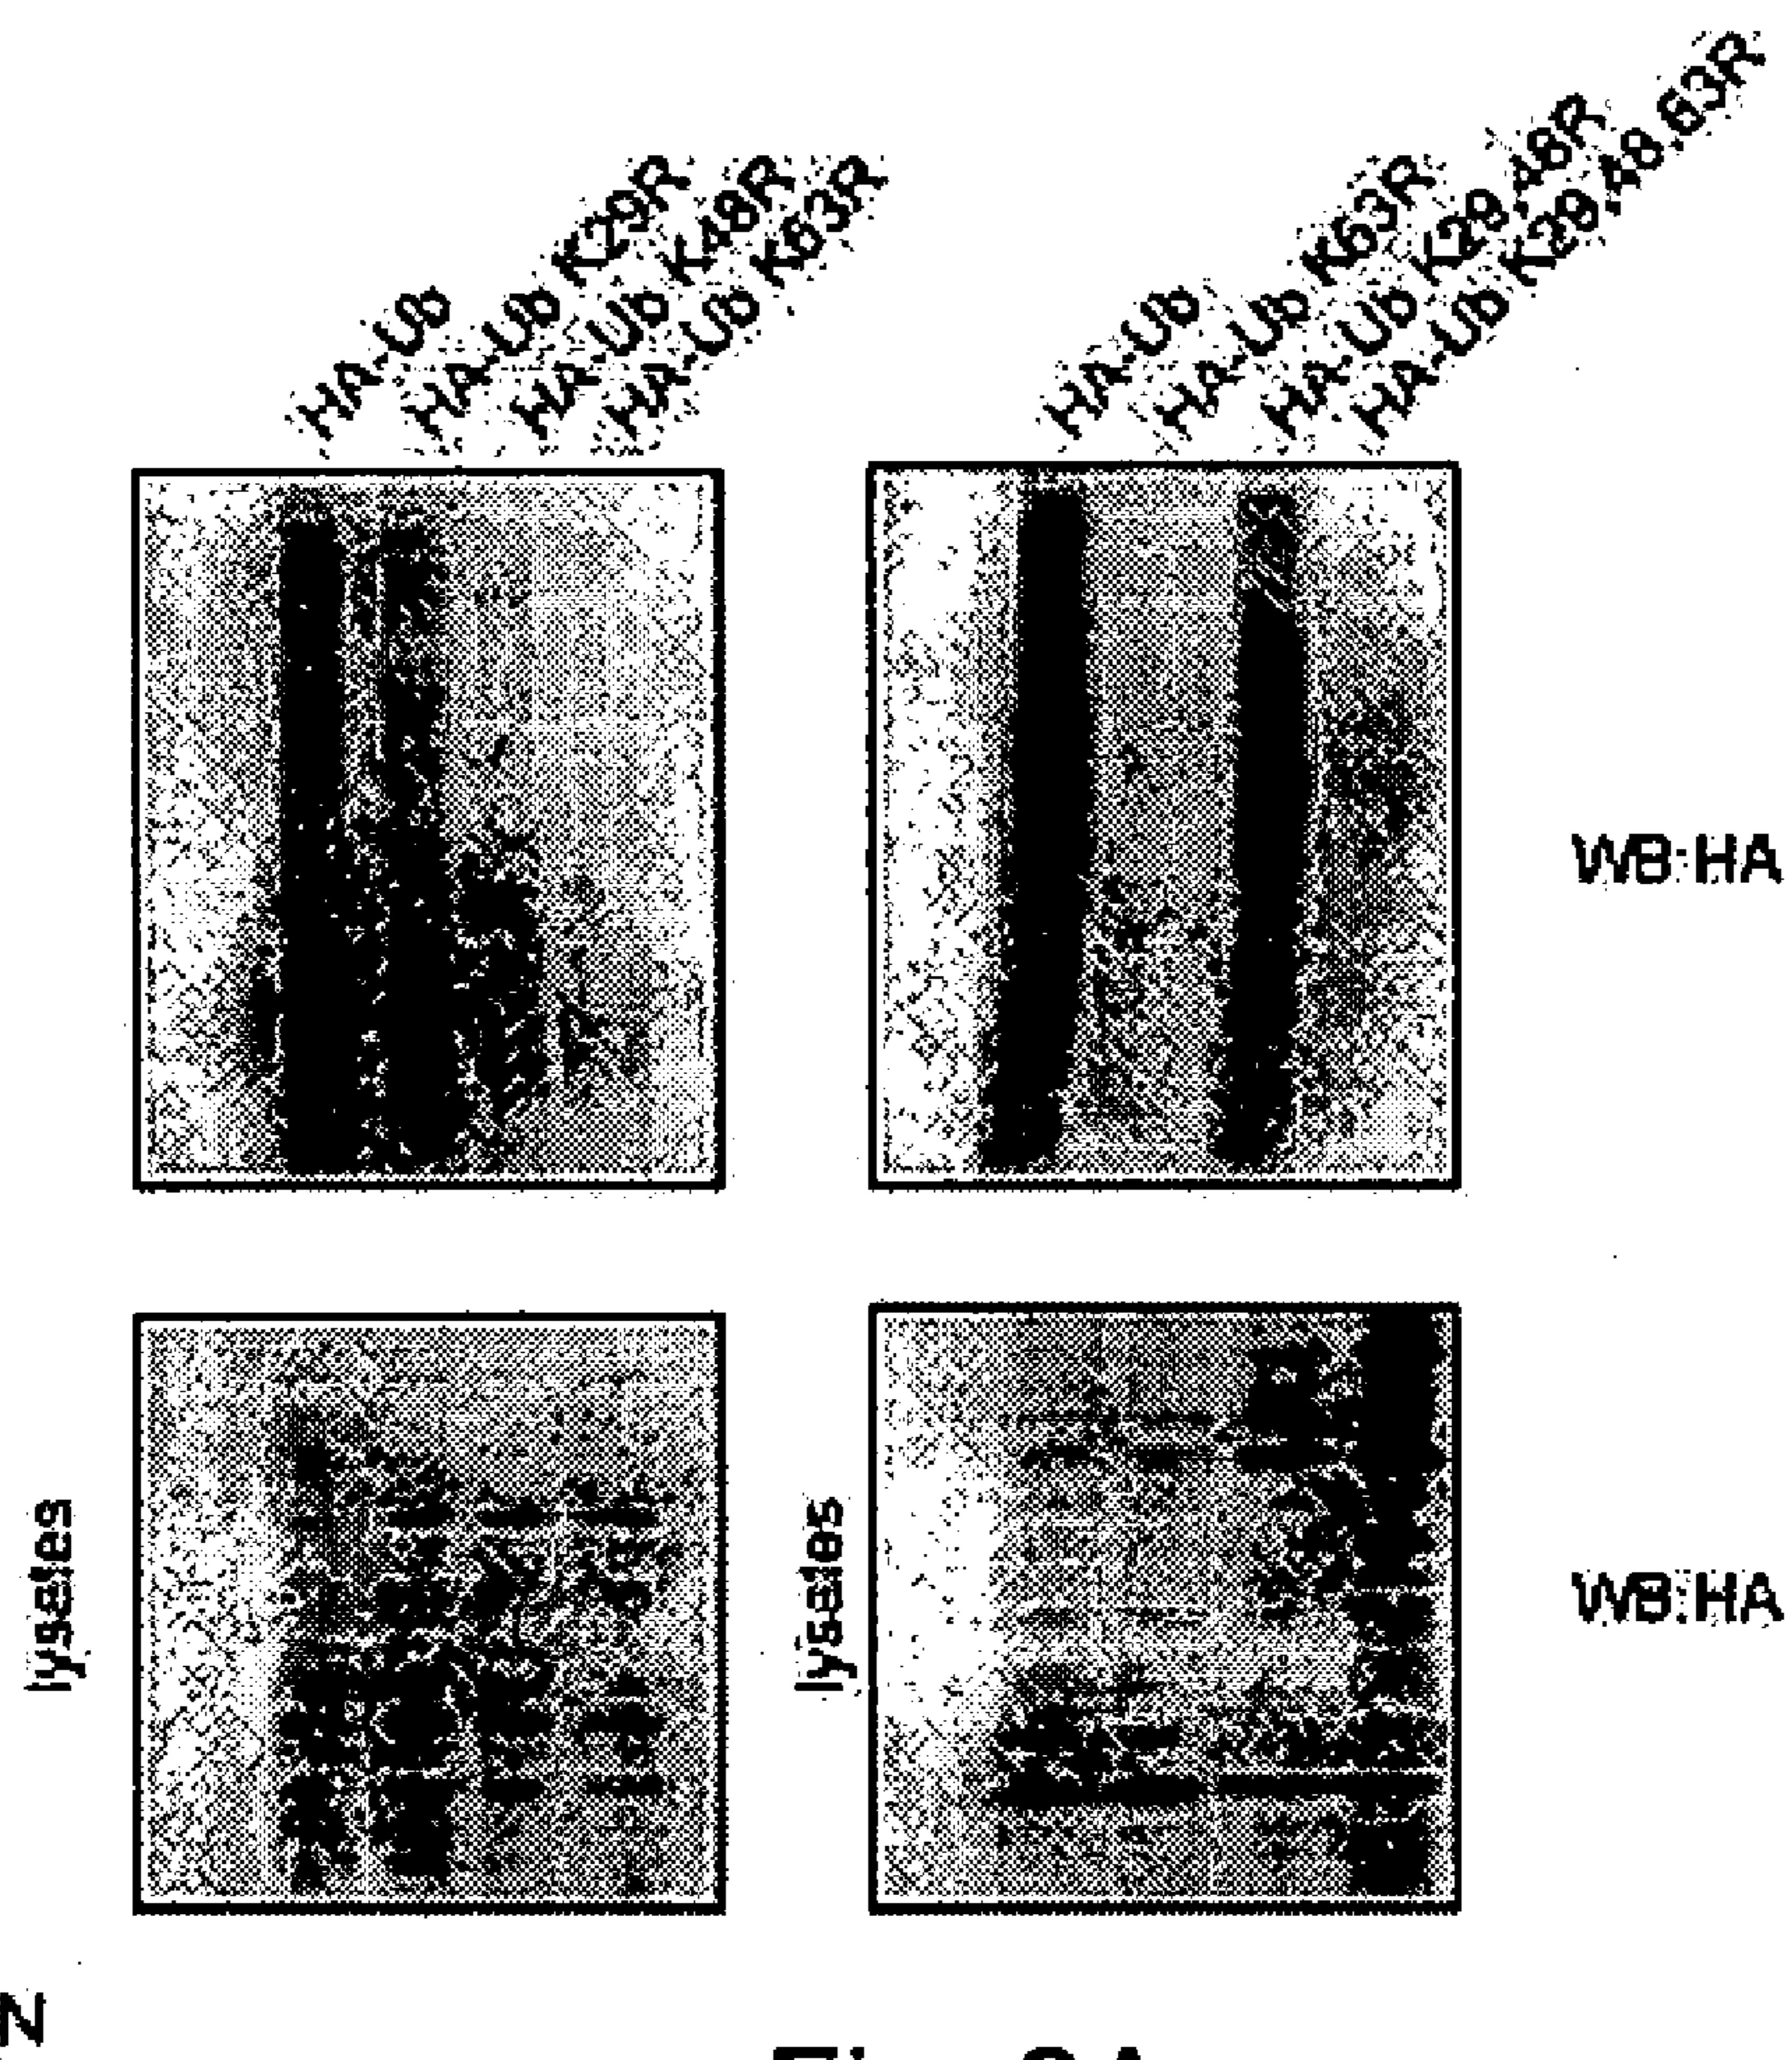 HA-Ub
HA-Ub K29R
HA-Ub K48R
HA-Ub K63R
HA-Ub
HA-Ub K63R
HA-Ub K29,48R
HA-Ub K29,48,63R
WB:HA
lysates
lysates
WB:HA
N